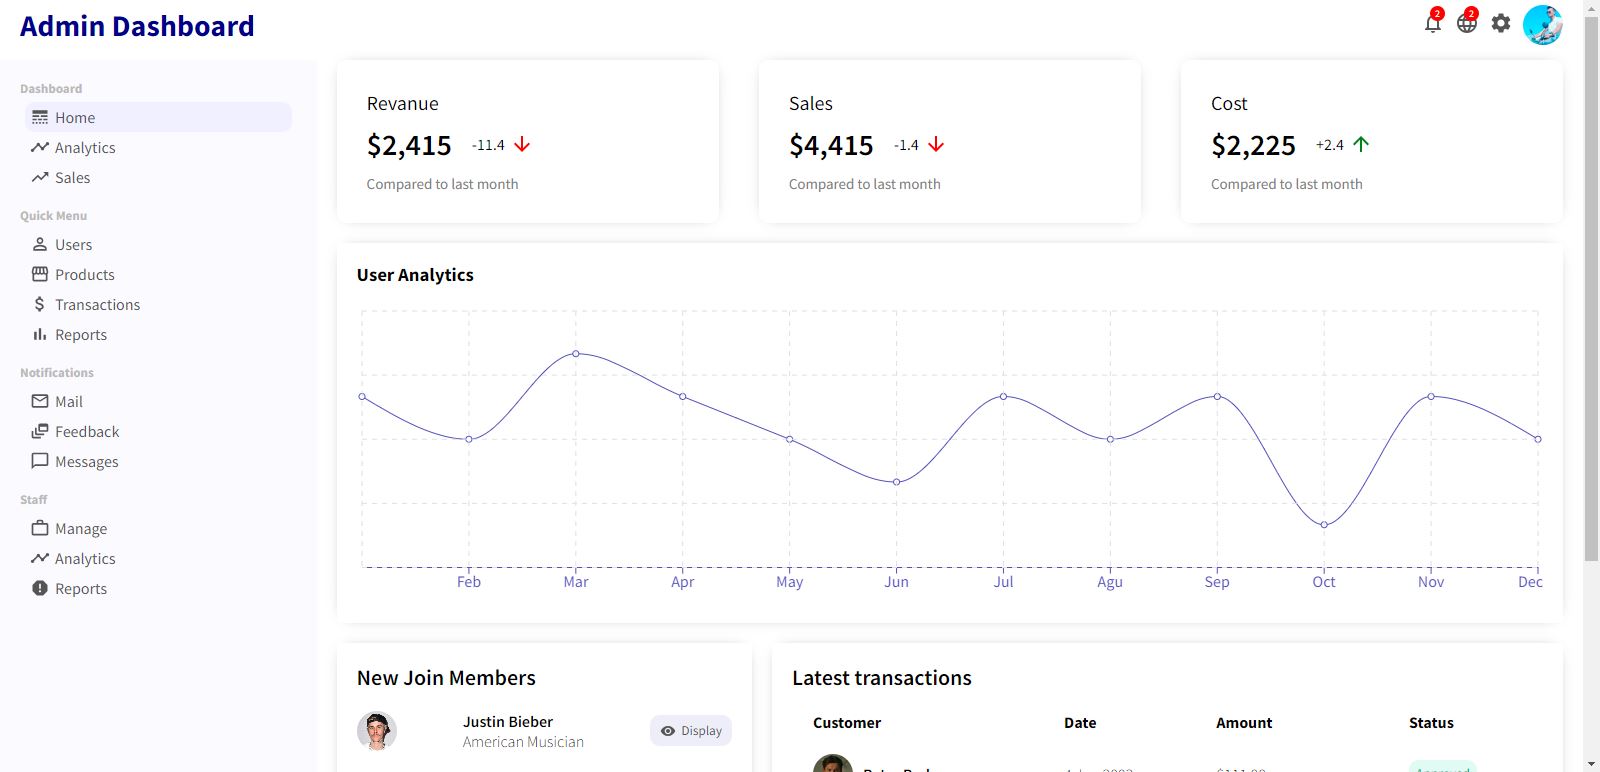 Admin Dashboard
2
2
Dashboard
Home
Analytics
Sales
Quick Menu
Users
Products
Transactions
Reports
Notifications
Mail
Feedback
Messages
Staff
Manage
Analytics
Reports
Revanue
$2,415 -11.4
Compared to last month
Sales
$4,415 -1.4
Compared to last month
Cost
$2,225 +2.4
Compared to last month
User Analytics
Feb Mar Apr May Jun Jul Agu Sep Oct Nov Dec
New Join Members
Justin Bieber
American Musician
Display
Latest transactions
Customer Date Amount Status